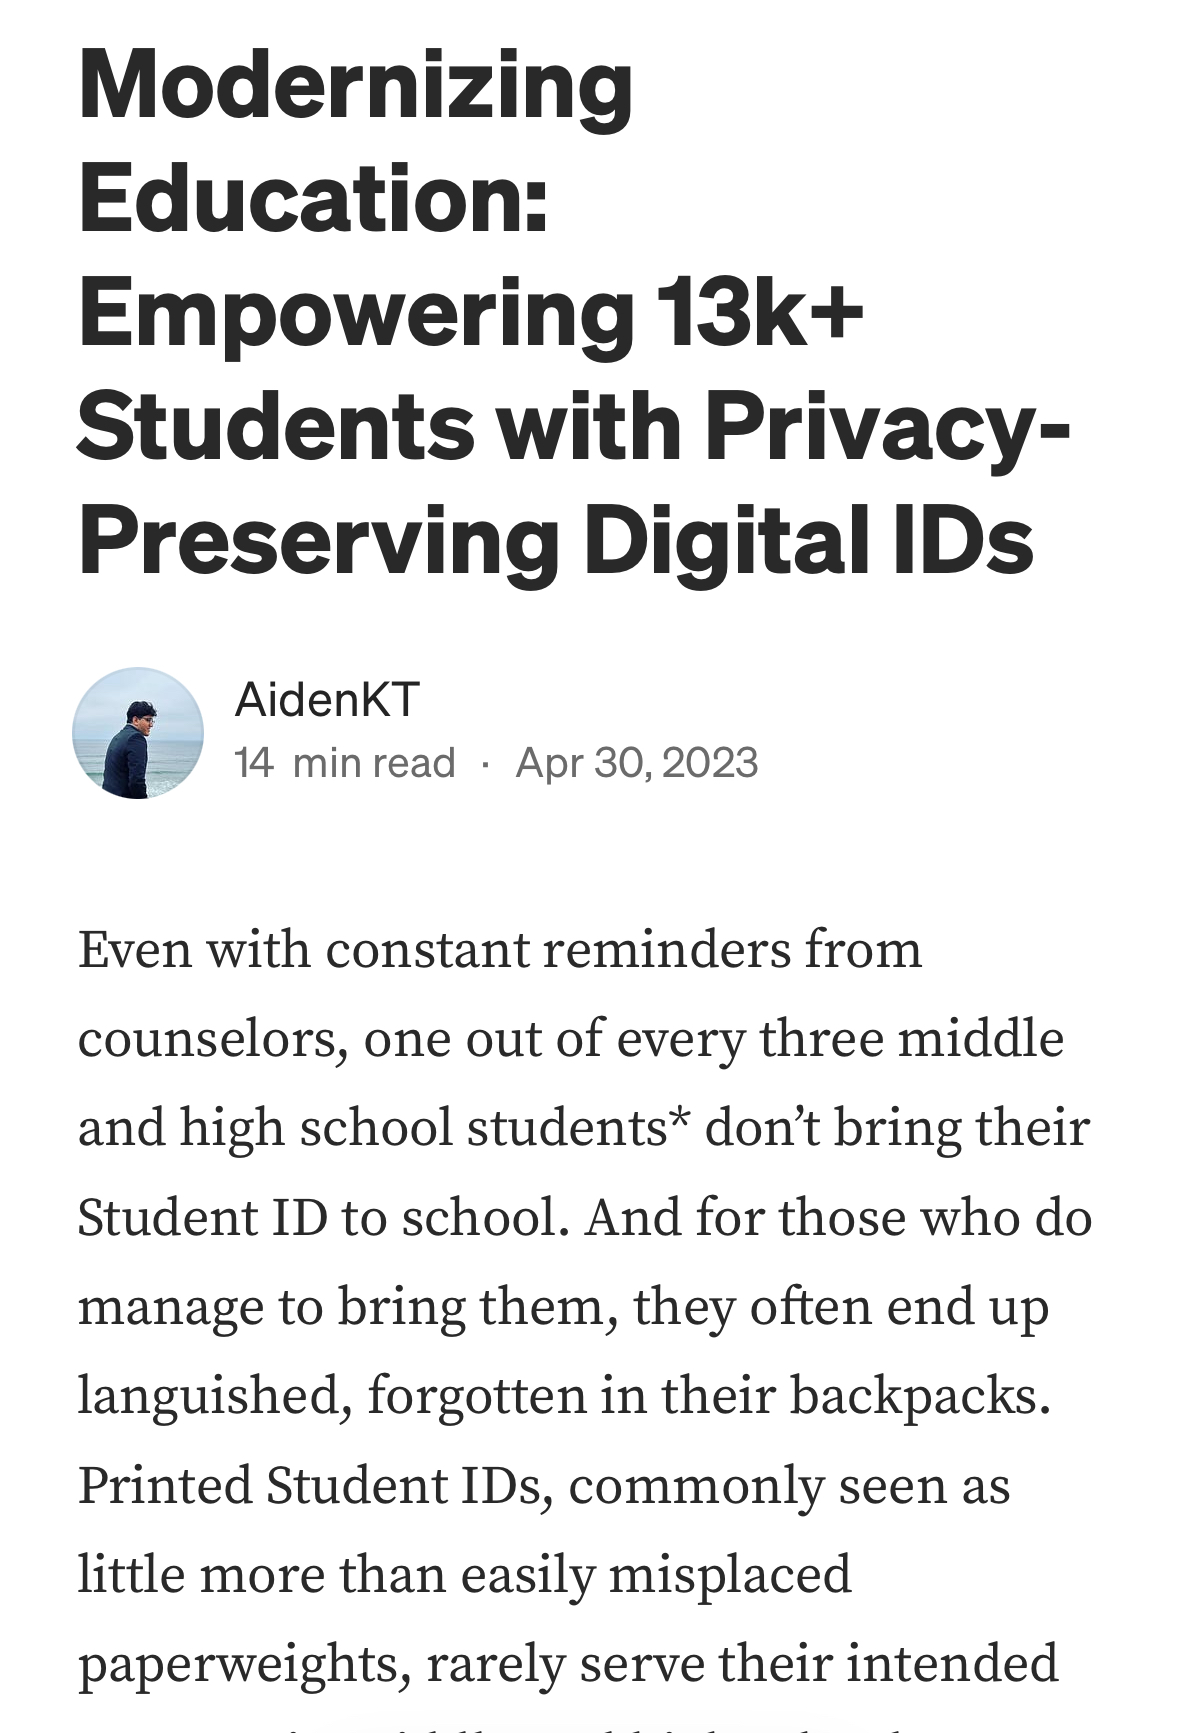 Modernizing
Education:
Empowering 13k+
Students with Privacy-
Preserving Digital IDs
AidenKT
14 min read · Apr 30, 2023
Even with constant reminders from
counselors, one out of every three middle
and high school students* don’t bring their
Student ID to school. And for those who do
manage to bring them, they often end up
languished, forgotten in their backpacks.
Printed Student IDs, commonly seen as
little more than easily misplaced
paperweights, rarely serve their intended